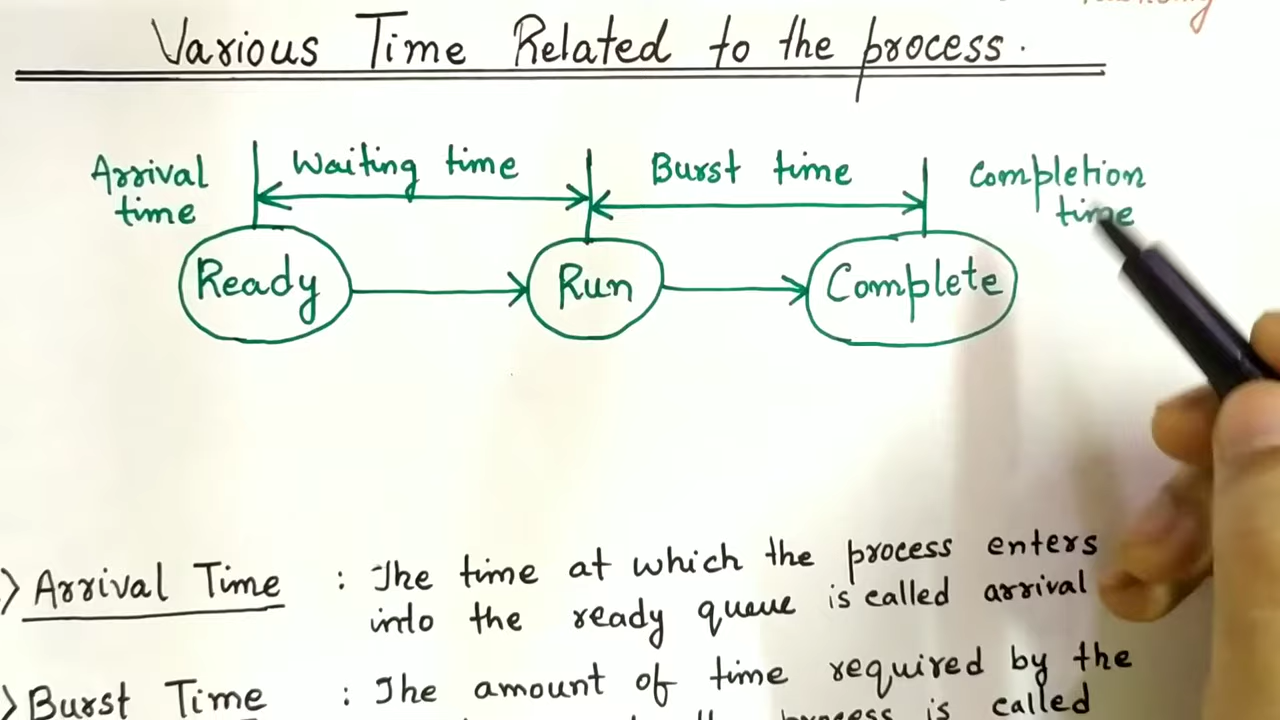 Various Time Related to the process.
Arrival time
Waiting time
Burst time
Completion time
Ready
Run
Complete
Arrival Time : The time at which the process enters
into the ready queue is called arrival
Burst Time : The amount of time required by the
process is called